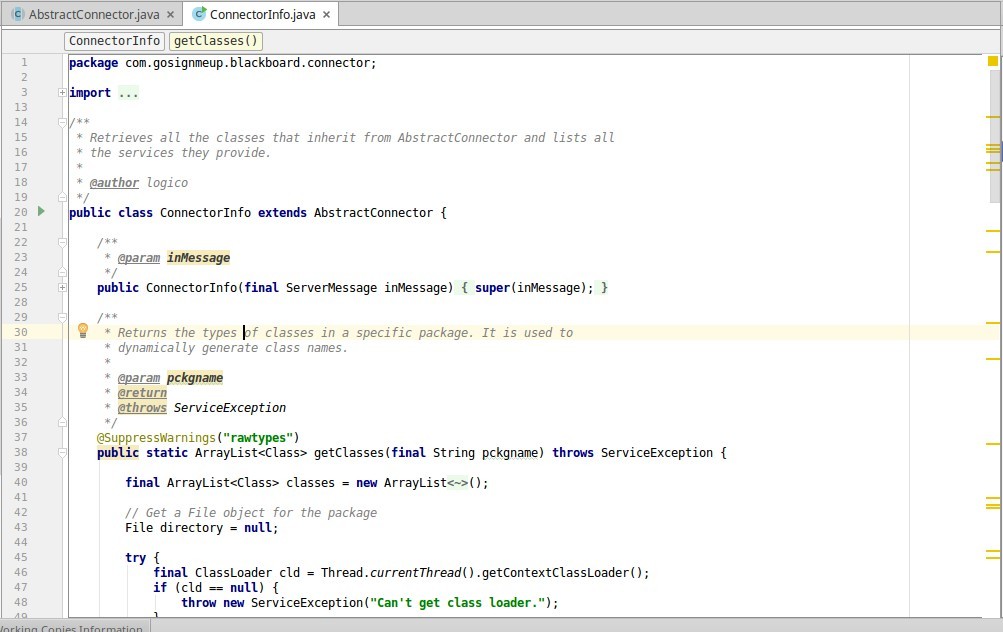 AbstractConnector.java × ConnectorInfo.java ×
ConnectorInfo getClasses()
1 package com.gosignmeup.blackboard.connector;
2
3 import ...
13
14 /**
15 * Retrieves all the classes that inherit from AbstractConnector and lists all
16 * the services they provide.
17 *
18 * @author logico
19 */
20 public class ConnectorInfo extends AbstractConnector {
21
22 /**
23 * @param inMessage
24 */
25 public ConnectorInfo(final ServerMessage inMessage) { super(inMessage); }
28
29 /**
30 * Returns the types of classes in a specific package. It is used to
31 * dynamically generate class names.
32 *
33 * @param pckgname
34 * @return
35 * @throws ServiceException
36 */
37 @SuppressWarnings("rawtypes")
38 public static ArrayList<Class> getClasses(final String pckgname) throws ServiceException {
39
40 final ArrayList<Class> classes = new ArrayList<~>();
41
42 // Get a File object for the package
43 File directory = null;
44
45 try {
46 final ClassLoader cld = Thread.currentThread().getContextClassLoader();
47 if (cld == null) {
48 throw new ServiceException("Can't get class loader.");
49 }
Working Copies Information